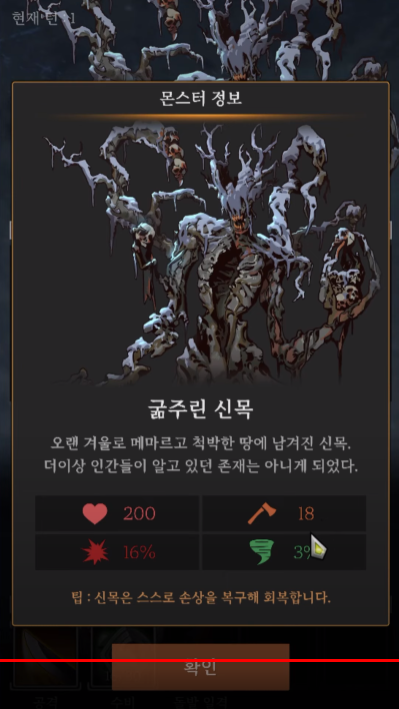 현재 턴 :1
몬스터 정보
굶주린 신목
오랜 겨울로 메마르고 척박한 땅에 남겨진 신목.
더이상 인간들이 알고 있던 존재는 아니게 되었다.
200
18
16%
3%
팁 : 신목은 스스로 손상을 복구해 회복합니다.
확인